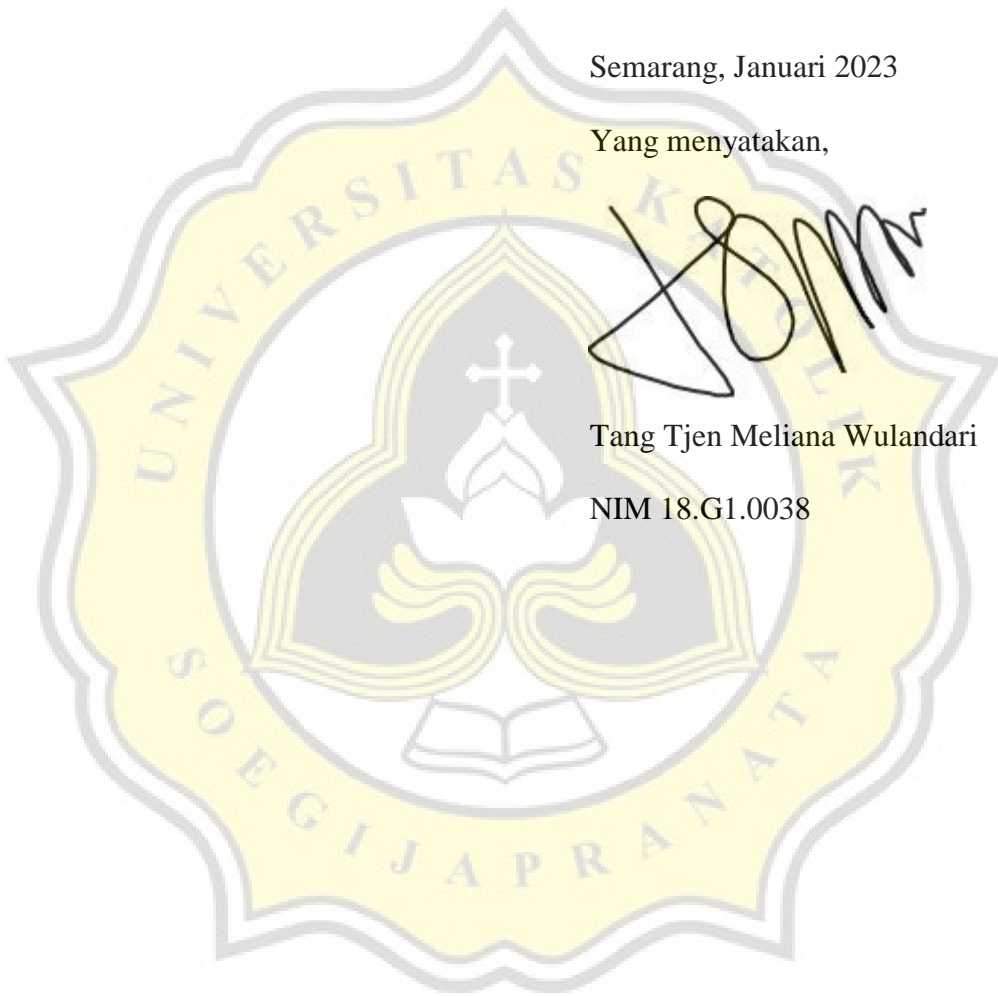 Semarang, Januari 2023
Yang menyatakan,
Tang Tjen Meliana Wulandari
NIM 18.G1.0038
UNIVERSITAS KATOLIK
SOEGIJAPRANATA